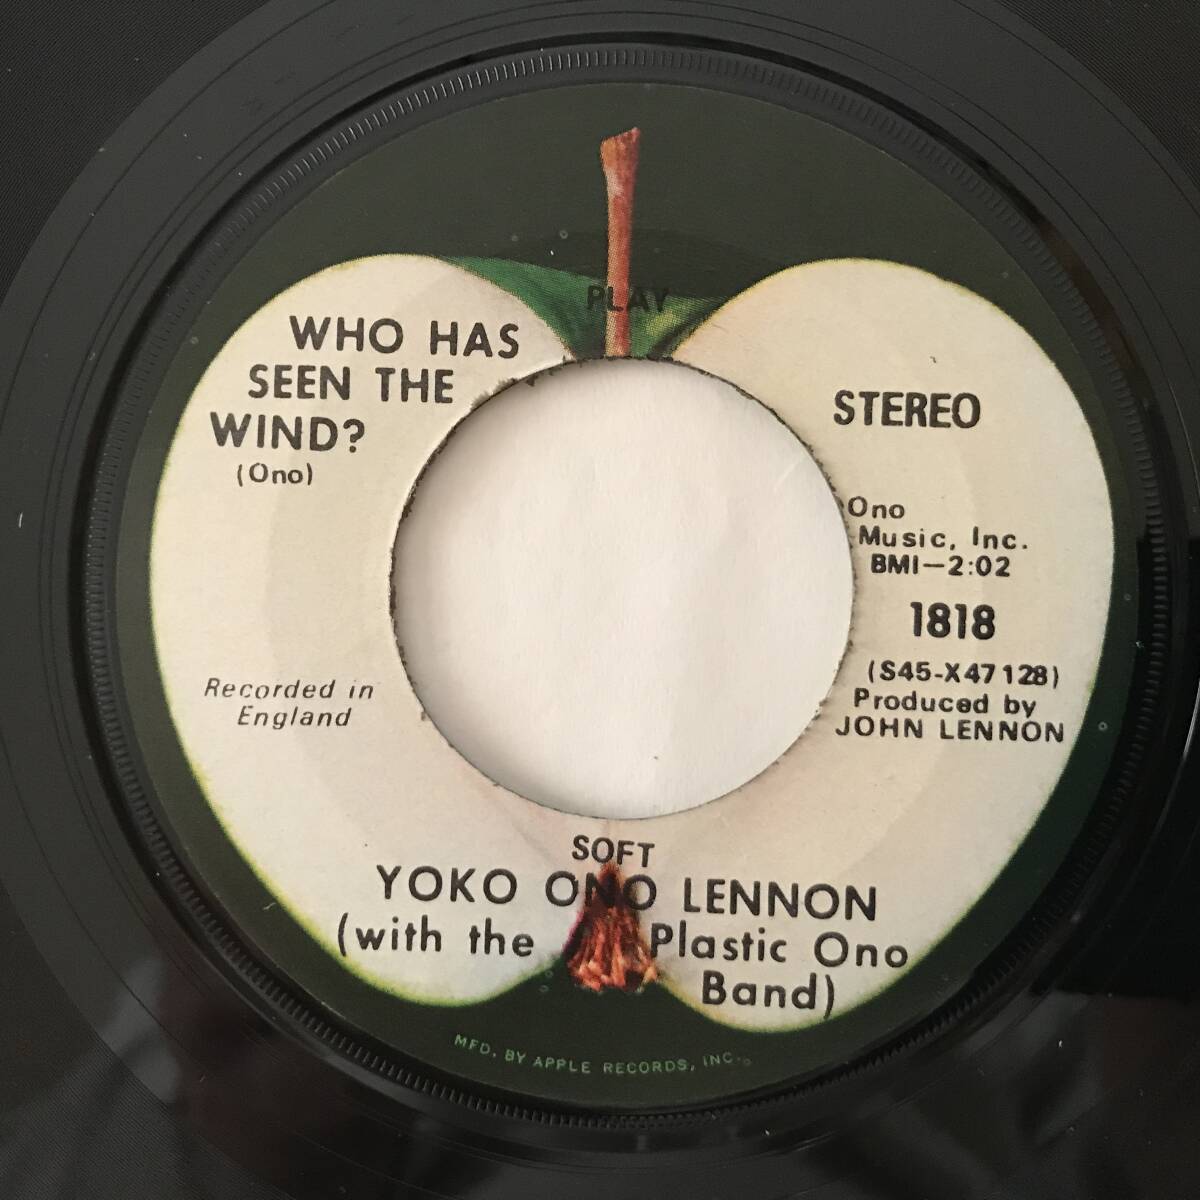 PLAY
WHO HAS
SEEN THE
WIND?
(Ono)
STEREO
Ono
Music, Inc.
BMI—2:02
1818
(S45-X47128)
Produced by
JOHN LENNON
Recorded in
England
SOFT
YOKO ONO LENNON
(with the Plastic Ono
Band)
MFD. BY APPLE RECORDS, INC.